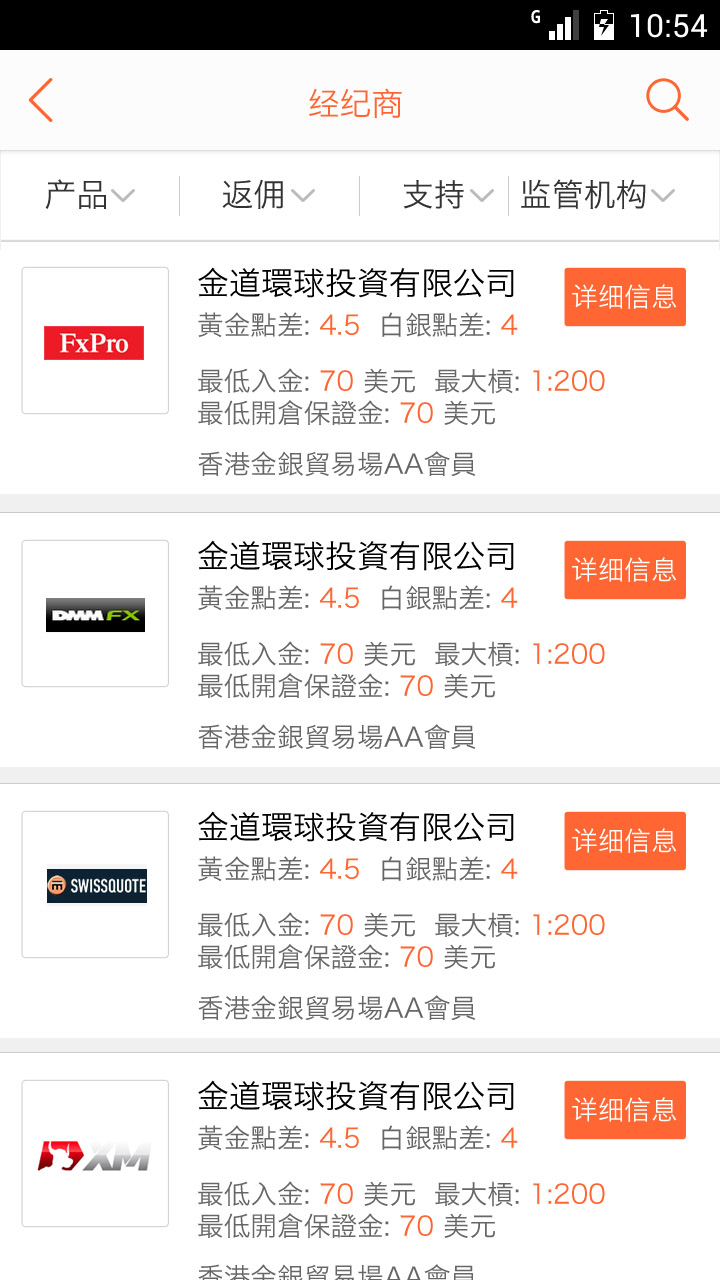 G 10:54
经纪商
产品 返佣 支持 监管机构
FxPro
金道環球投資有限公司
详细信息
黃金點差: 4.5 白銀點差: 4
最低入金: 70 美元 最大槓: 1:200
最低開倉保證金: 70 美元
香港金銀貿易場AA會員
DMM FX
金道環球投資有限公司
详细信息
黃金點差: 4.5 白銀點差: 4
最低入金: 70 美元 最大槓: 1:200
最低開倉保證金: 70 美元
香港金銀貿易場AA會員
SWISSQUOTE
金道環球投資有限公司
详细信息
黃金點差: 4.5 白銀點差: 4
最低入金: 70 美元 最大槓: 1:200
最低開倉保證金: 70 美元
香港金銀貿易場AA會員
XM
金道環球投資有限公司
详细信息
黃金點差: 4.5 白銀點差: 4
最低入金: 70 美元 最大槓: 1:200
最低開倉保證金: 70 美元
香港金銀貿易場AA會員